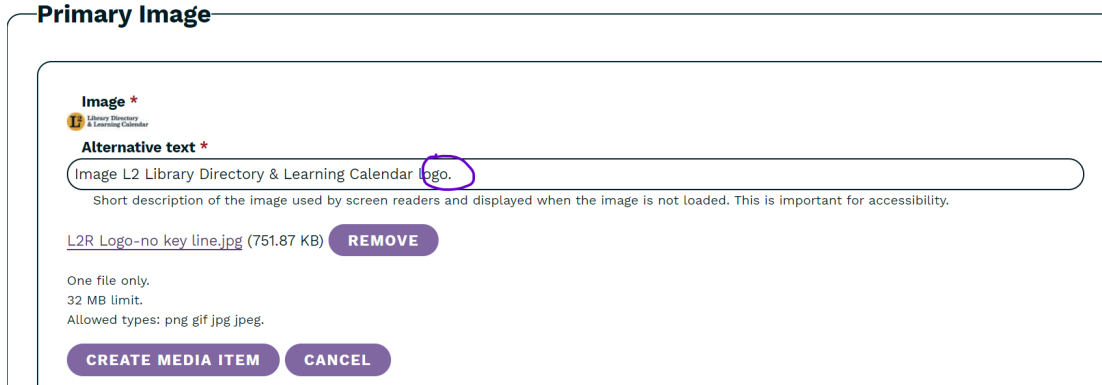 Primary Image
Image *
L2 Library Directory
& Learning Calendar
Alternative text *
Image L2 Library Directory & Learning Calendar logo.
Short description of the image used by screen readers and displayed when the image is not loaded. This is important for accessibility.
L2R Logo-no key line.jpg (751.87 KB) REMOVE
One file only.
32 MB limit.
Allowed types: png gif jpg jpeg.
CREATE MEDIA ITEM CANCEL